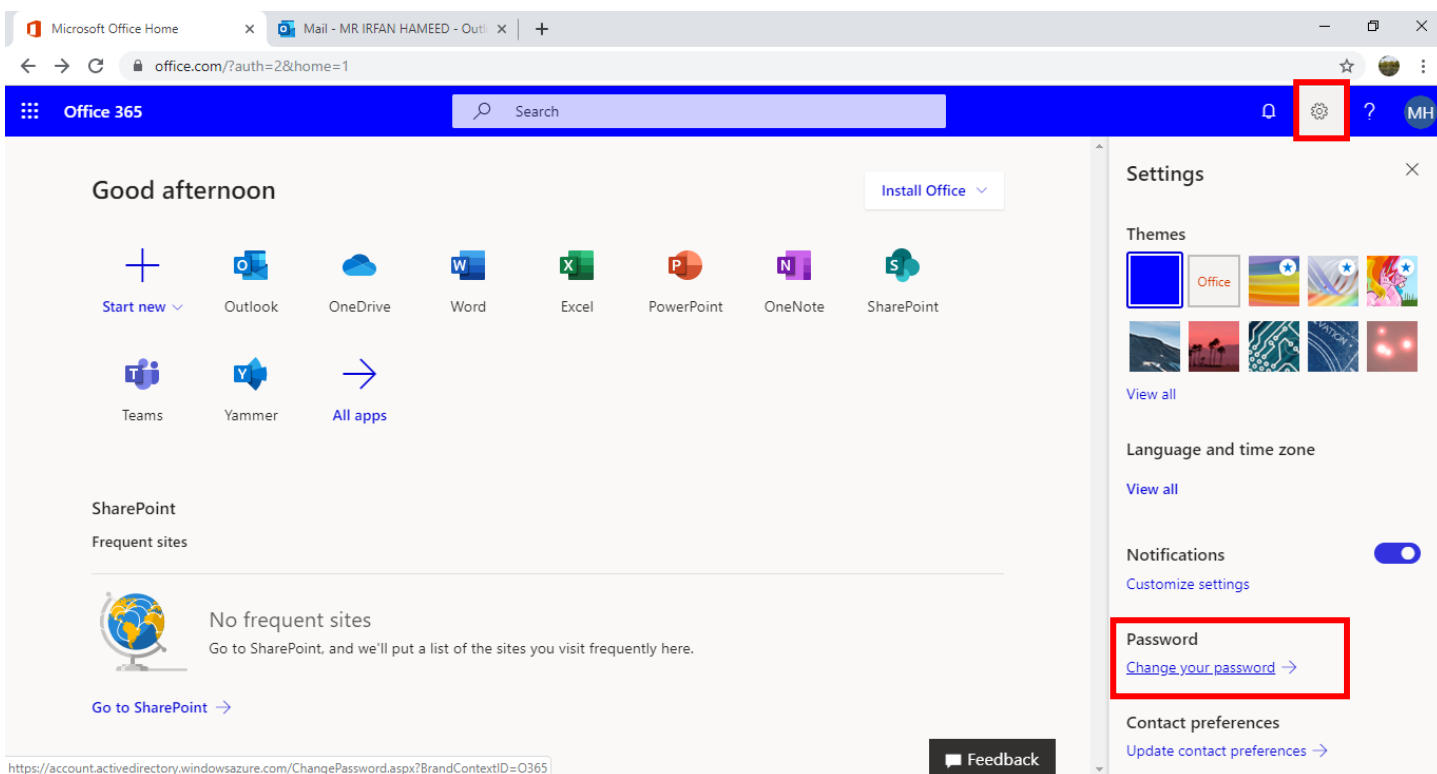 Microsoft Office Home
Mail - MR IRFAN HAMEED - Outl
office.com/?auth=2&home=1
Office 365
Search
?
MH
Good afternoon
Install Office
Start new
Outlook
OneDrive
Word
Excel
PowerPoint
OneNote
SharePoint
Teams
Yammer
All apps
SharePoint
Frequent sites
No frequent sites
Go to SharePoint, and we'll put a list of the sites you visit frequently here.
Go to SharePoint
Feedback
https://account.activedirectory.windowsazure.com/ChangePassword.aspx?BrandContextID=O365
Settings
Themes
Office
View all
Language and time zone
View all
Notifications
Customize settings
Password
Change your password
Contact preferences
Update contact preferences